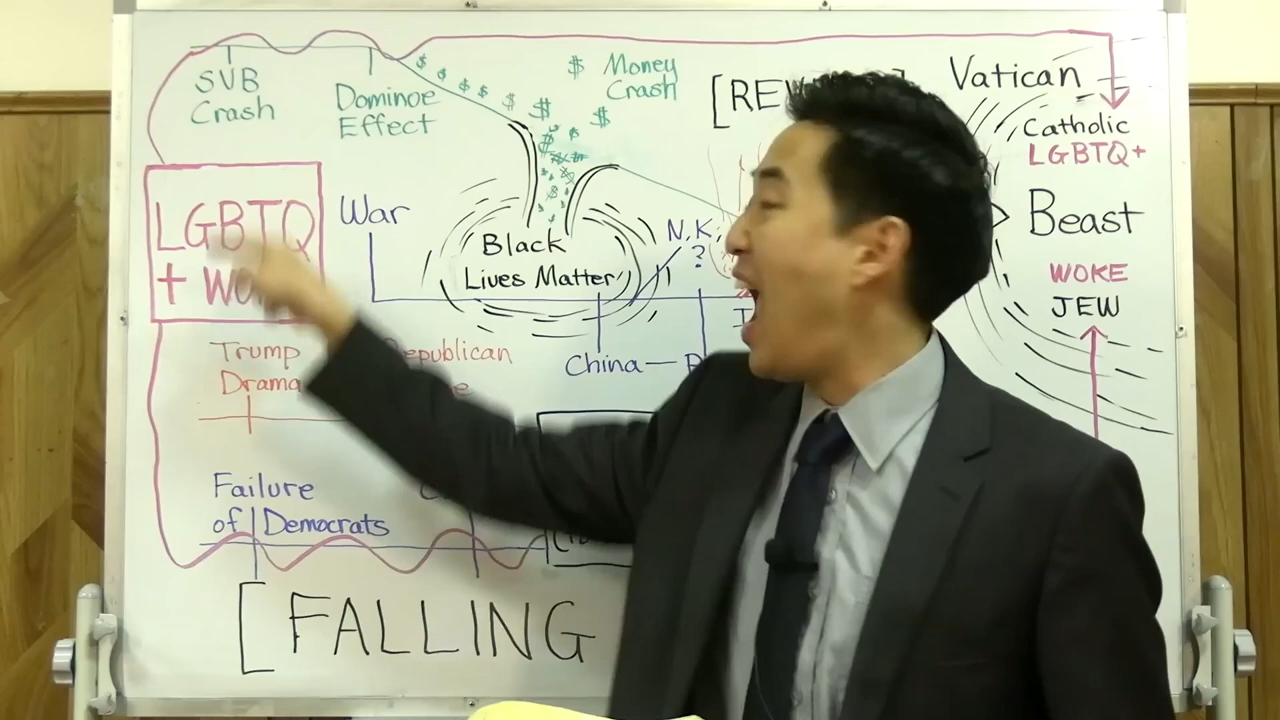 SVB
Crash
Dominoe
Effect
$ $ $ $ $ $
$ Money
Crash
$
Vatican
Catholic
LGBTQ+
Beast
WOKE
JEW
LGBTQ
+
War
Black
Lives Matter
N.K.
?
China
Trump
Drama
Failure
of Democrats
[FALLING